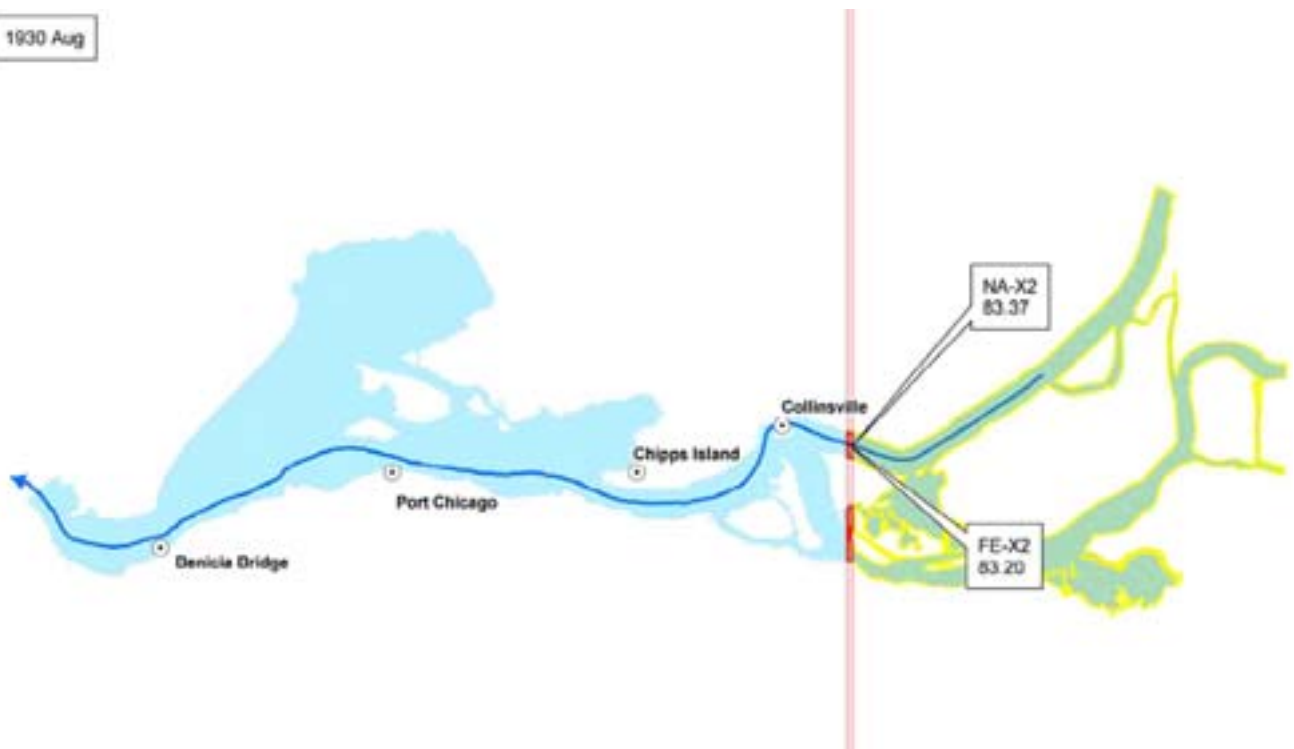 1930 Aug
NA-X2
83.37
Collinsville
Chipps Island
Port Chicago
Benicia Bridge
FE-X2
83.20